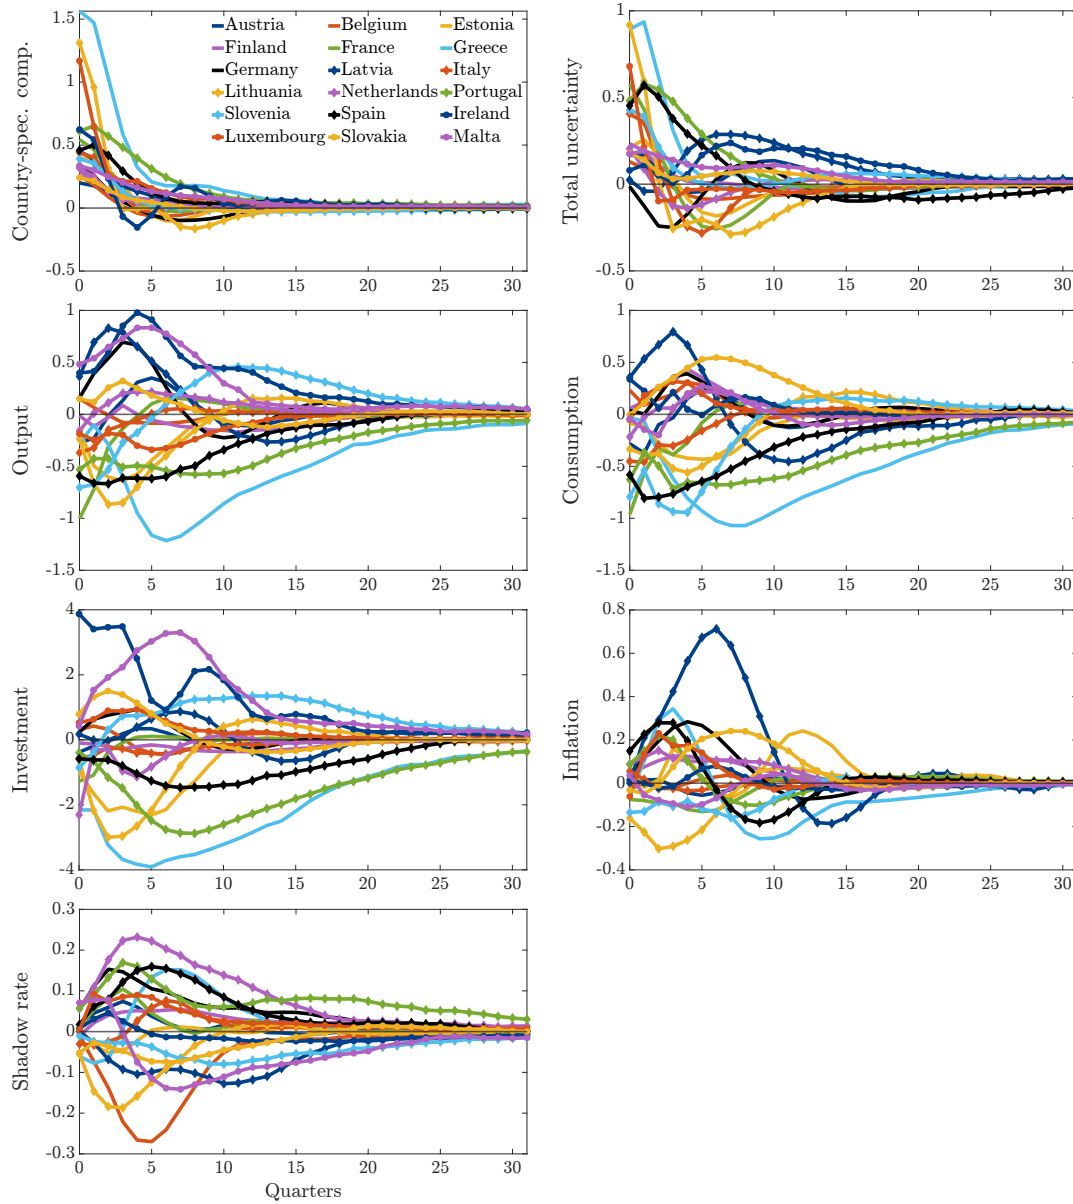 Country-spec. comp.
1.5
1
0.5
0
-0.5
0 5 10 15 20 25 30
Austria Belgium Estonia
Finland France Greece
Germany Latvia Italy
Lithuania Netherlands Portugal
Slovenia Spain Ireland
Luxembourg Slovakia Malta
Total uncertainty
1
0.5
0
-0.5
0 5 10 15 20 25 30
Output
1
0.5
0
-0.5
-1
-1.5
0 5 10 15 20 25 30
Consumption
1
0.5
0
-0.5
-1
-1.5
0 5 10 15 20 25 30
Investment
4
2
0
-2
-4
0 5 10 15 20 25 30
Inflation
0.8
0.6
0.4
0.2
0
-0.2
-0.4
0 5 10 15 20 25 30
Shadow rate
0.3
0.2
0.1
0
-0.1
-0.2
-0.3
0 5 10 15 20 25 30
Quarters